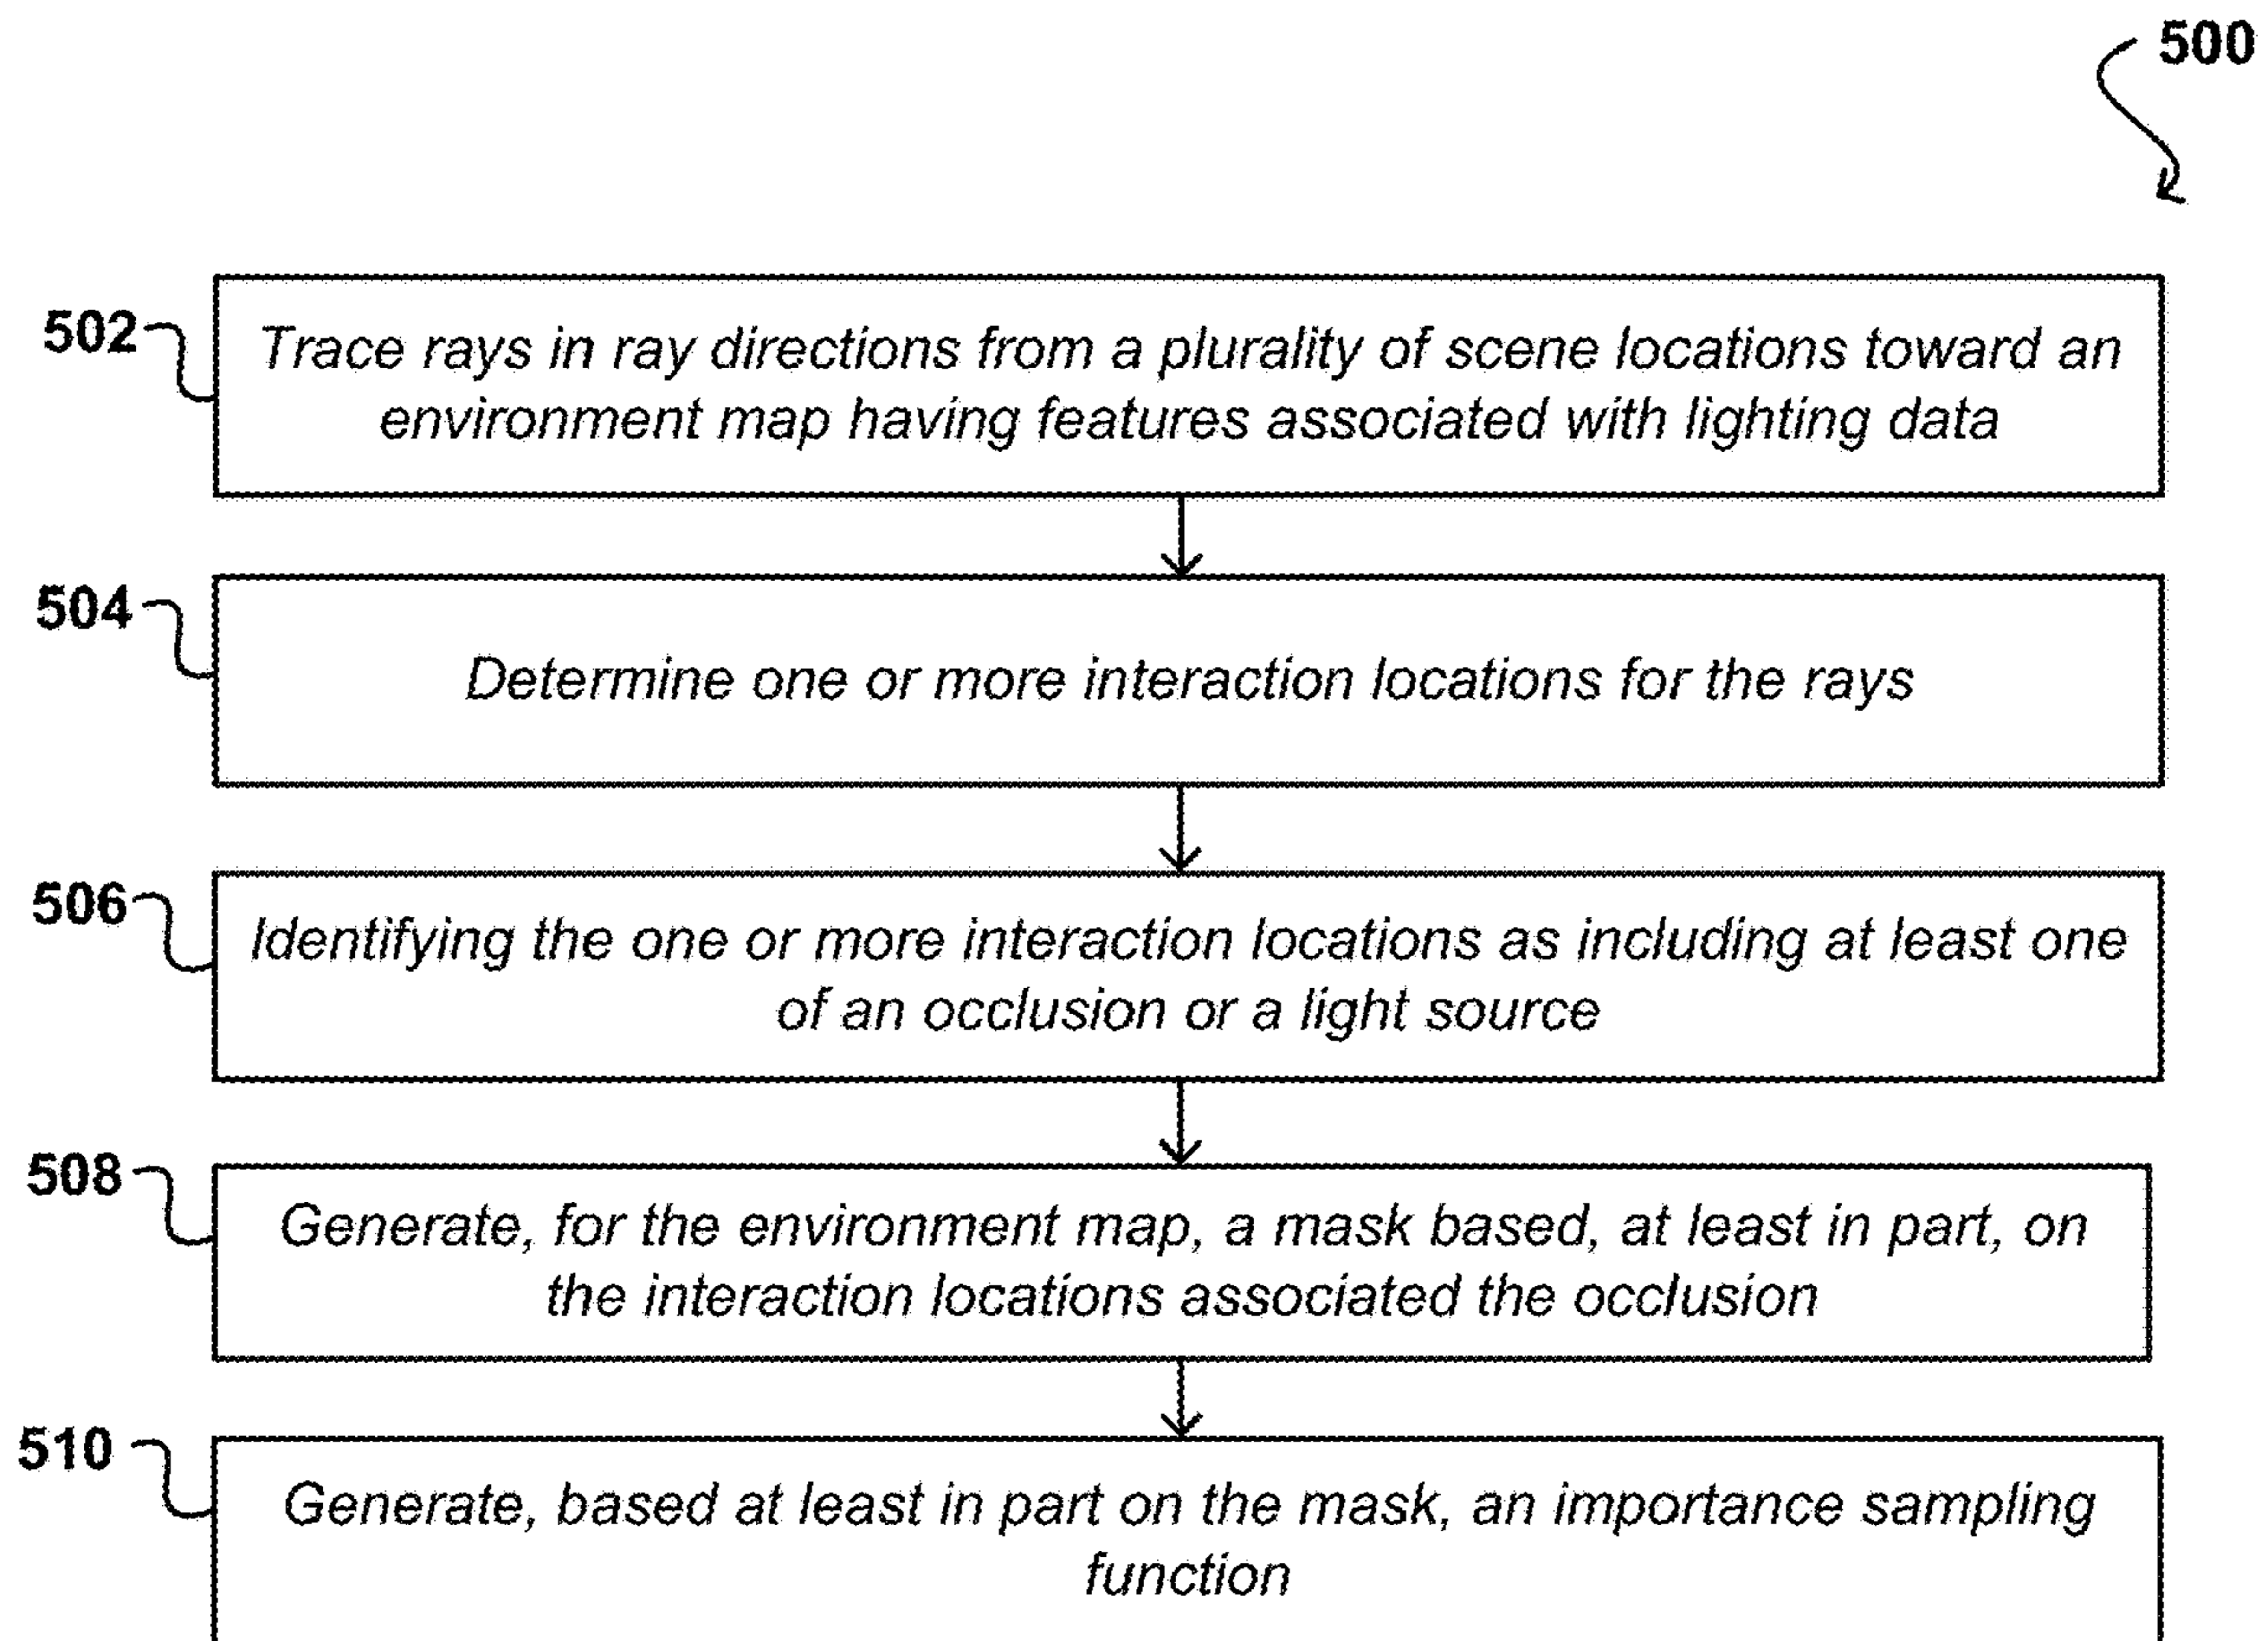 500
502
Trace rays in ray directions from a plurality of scene locations toward an
environment map having features associated with lighting data
504
Determine one or more interaction locations for the rays
506
Identifying the one or more interaction locations as including at least one
of an occlusion or a light source
508
Generate, for the environment map, a mask based, at least in part, on
the interaction locations associated the occlusion
510
Generate, based at least in part on the mask, an importance sampling
function